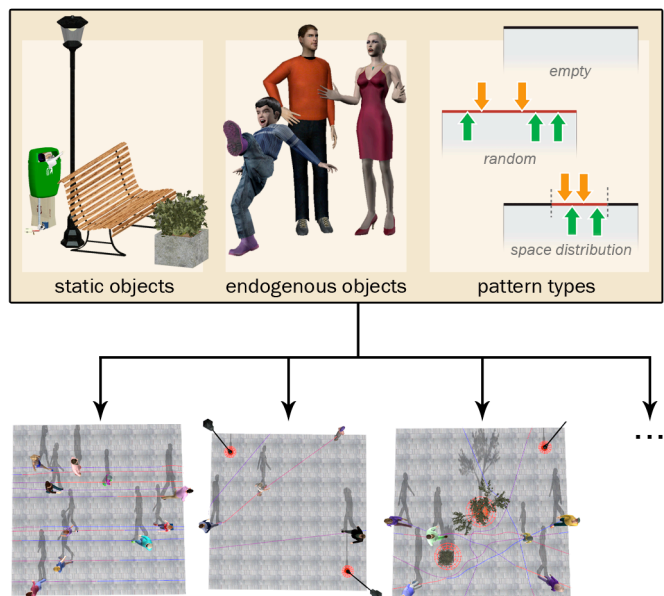 empty
random
space distribution
static objects
endogenous objects
pattern types
...